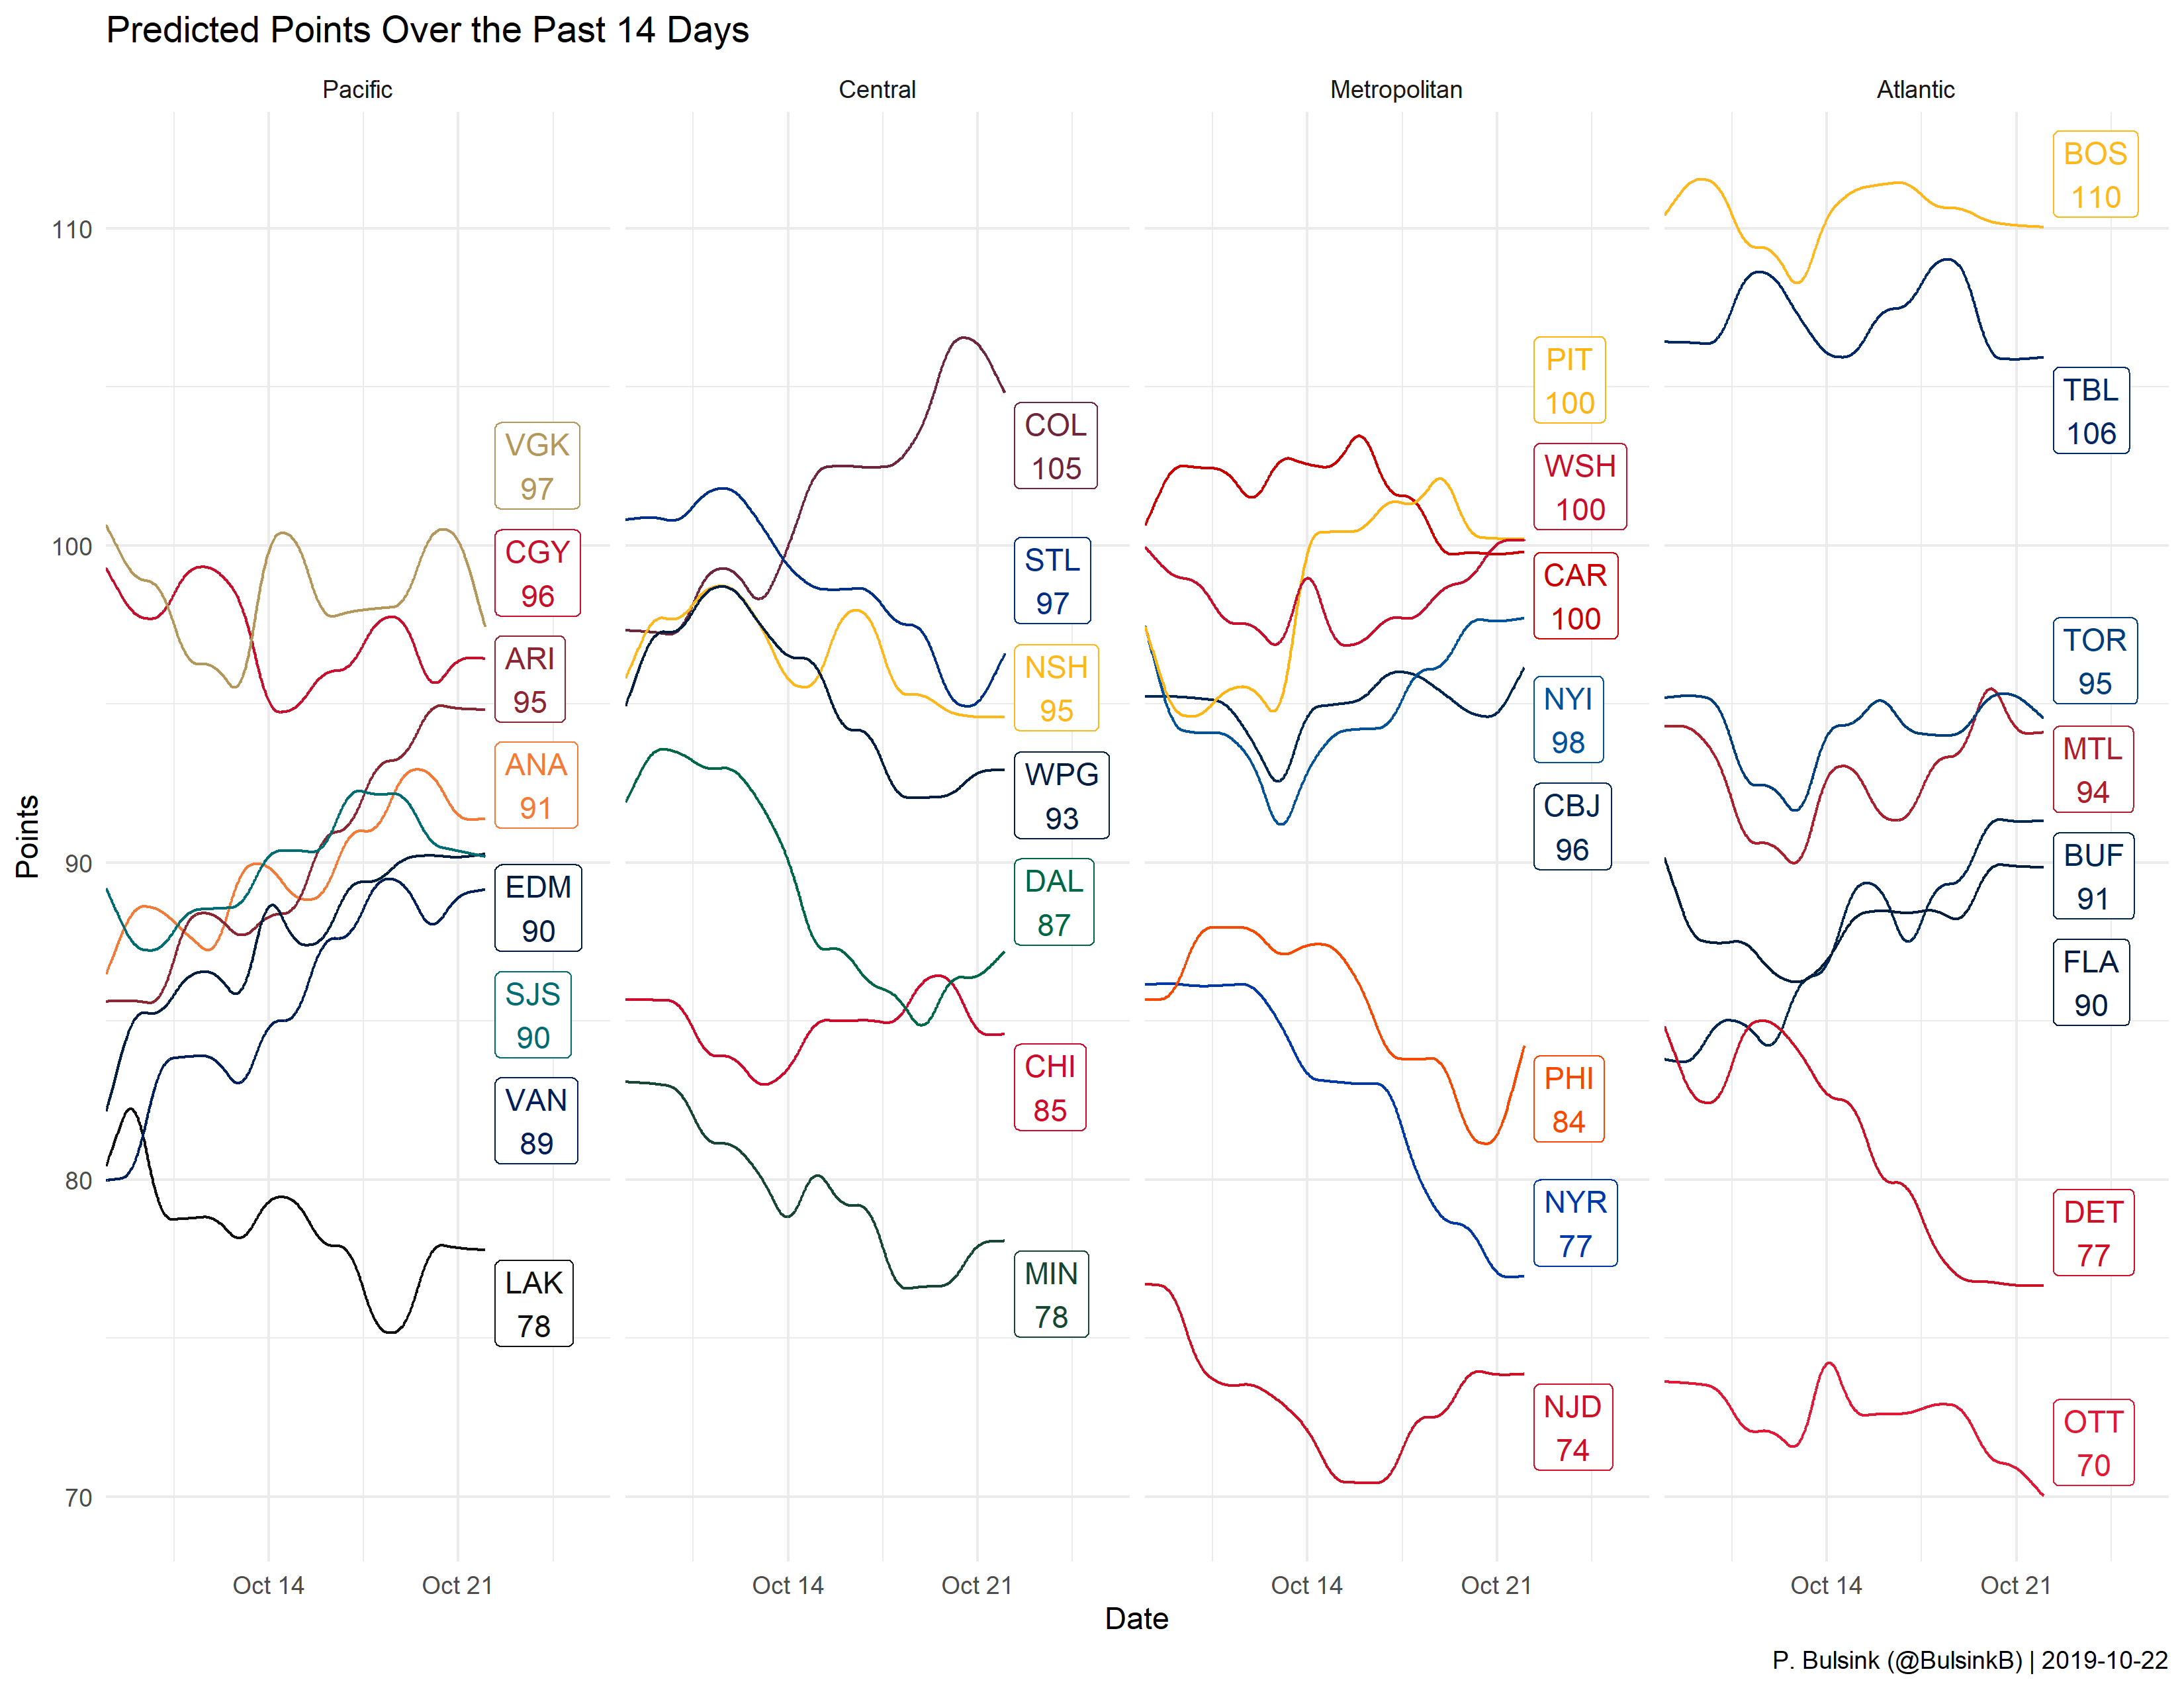 Predicted Points Over the Past 14 Days
Pacific
Central
Metropolitan
Atlantic
Points
110
100
90
80
70
VGK
97
CGY
96
ARI
95
ANA
91
EDM
90
SJS
90
VAN
89
LAK
78
COL
105
STL
97
NSH
95
WPG
93
DAL
87
CHI
85
MIN
78
PIT
100
WSH
100
CAR
100
NYI
98
CBJ
96
PHI
84
NYR
77
NJD
74
BOS
110
TBL
106
TOR
95
MTL
94
BUF
91
FLA
90
DET
77
OTT
70
Oct 14
Oct 21
Oct 14
Oct 21
Oct 14
Oct 21
Oct 14
Oct 21
Date
P. Bulsink (@BulsinkB) | 2019-10-22